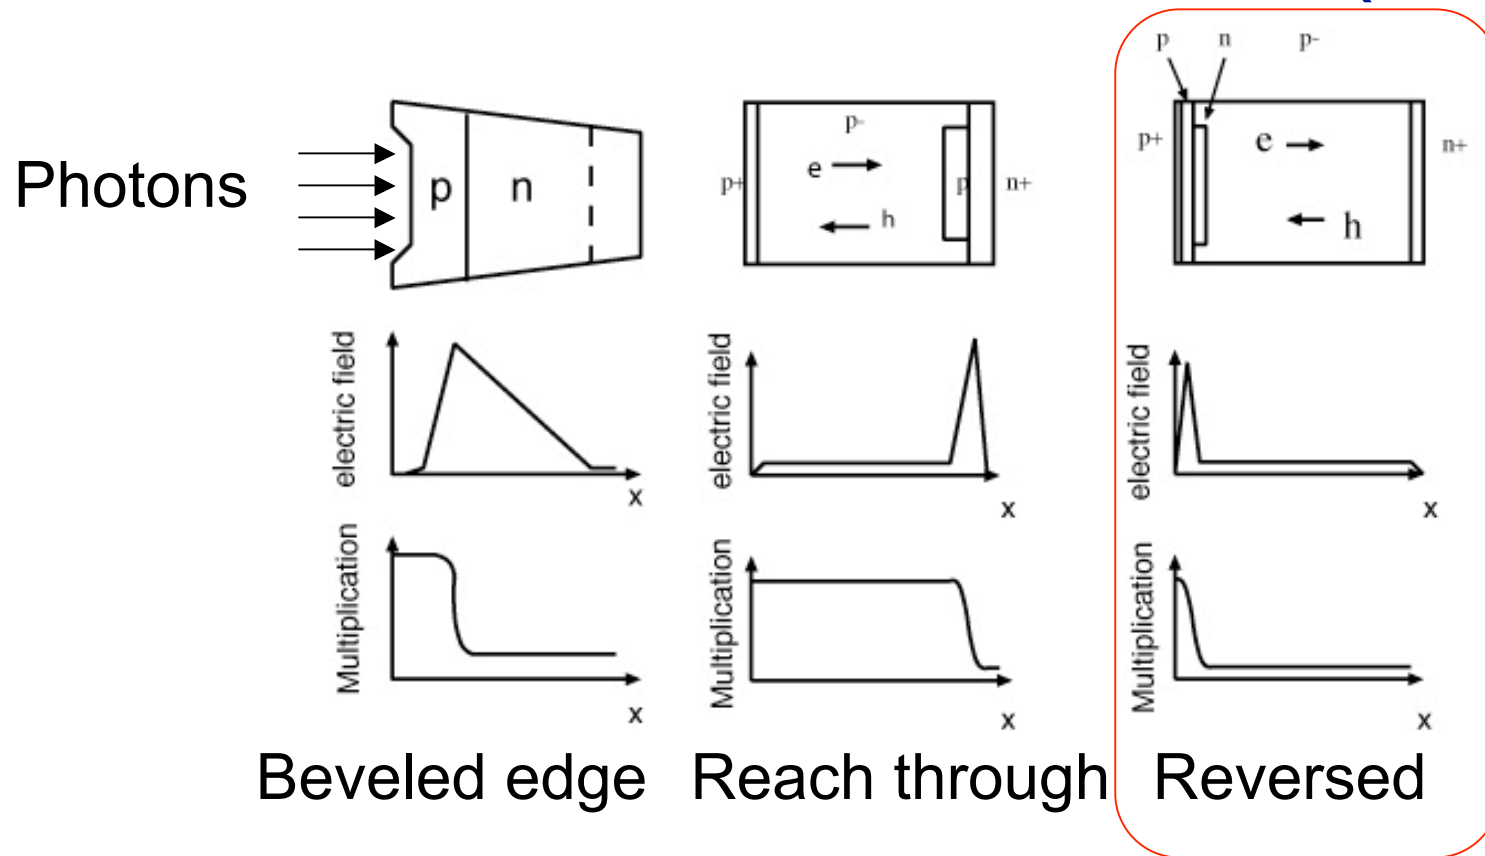 Photons
p
n
p-
e
h
p+
p
n+
p
n
p-
p+
e
h
n+
electric field
x
electric field
x
electric field
x
Multiplication
x
Multiplication
x
Multiplication
x
Beveled edge
Reach through
Reversed